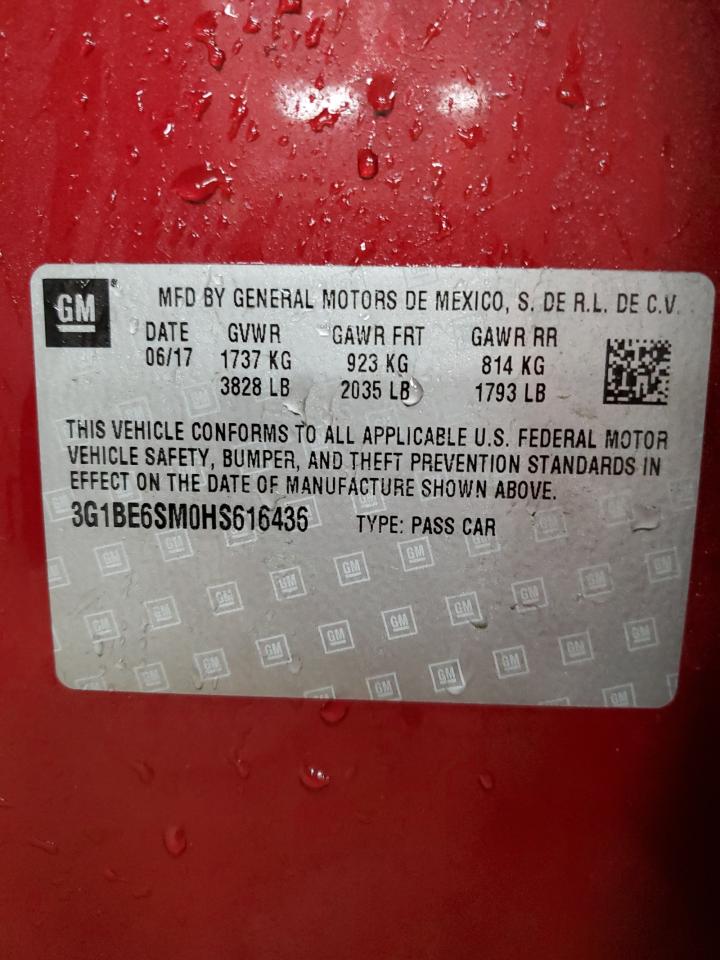 GM
MFD BY GENERAL MOTORS DE MEXICO, S. DE R.L. DE C.V.
DATE GVWR GAWR FRT GAWR RR
06/17 1737 KG 923 KG 814 KG
3828 LB 2035 LB 1793 LB
THIS VEHICLE CONFORMS TO ALL APPLICABLE U.S. FEDERAL MOTOR
VEHICLE SAFETY, BUMPER, AND THEFT PREVENTION STANDARDS IN
EFFECT ON THE DATE OF MANUFACTURE SHOWN ABOVE.
3G1BE6SM0HS616436 TYPE: PASS CAR